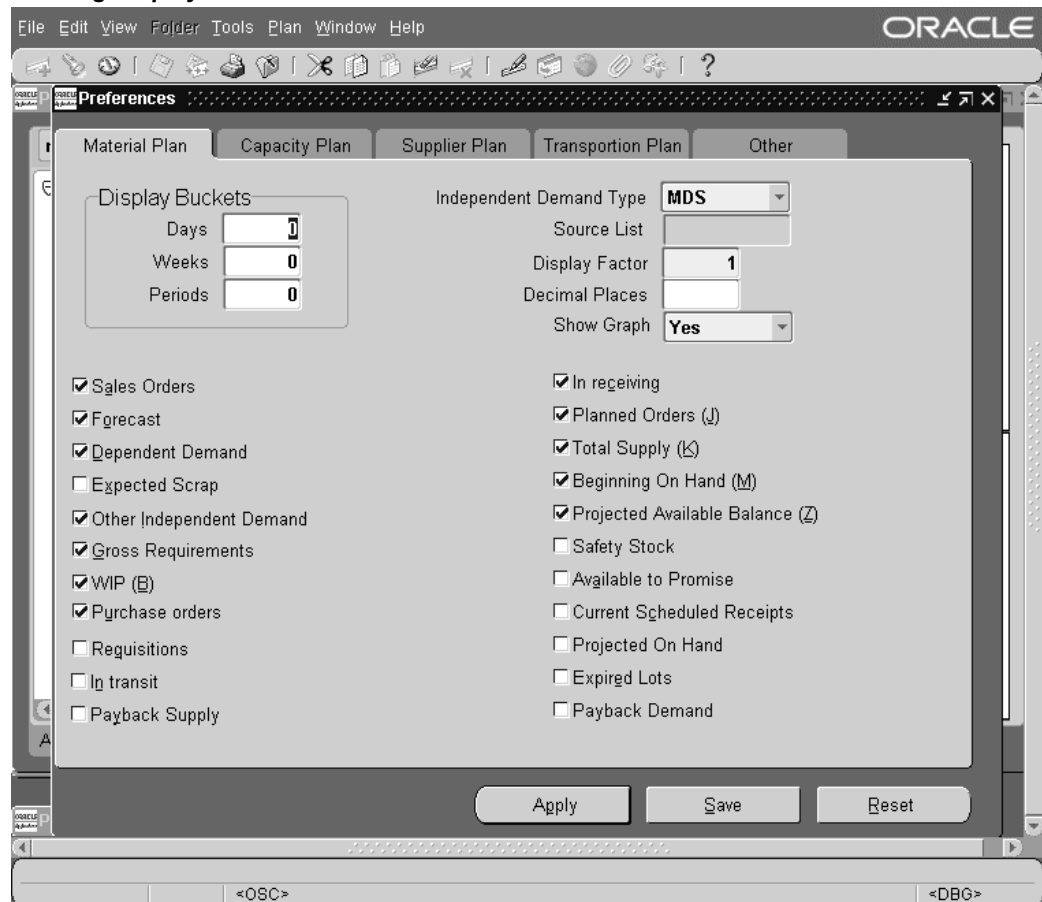 File Edit View Folder Tools Plan Window Help ORACLE
?
Preferences
Material Plan Capacity Plan Supplier Plan Transportion Plan Other
Display Buckets
Days 0
Weeks 0
Periods 0
Independent Demand Type MDS
Source List
Display Factor 1
Decimal Places
Show Graph Yes
Sales Orders
Forecast
Dependent Demand
Expected Scrap
Other Independent Demand
Gross Requirements
WIP (B)
Purchase orders
Requisitions
In transit
Payback Supply
In receiving
Planned Orders (J)
Total Supply (K)
Beginning On Hand (M)
Projected Available Balance (Z)
Safety Stock
Available to Promise
Current Scheduled Receipts
Projected On Hand
Expired Lots
Payback Demand
Apply Save Reset
<OSC> <DBG>